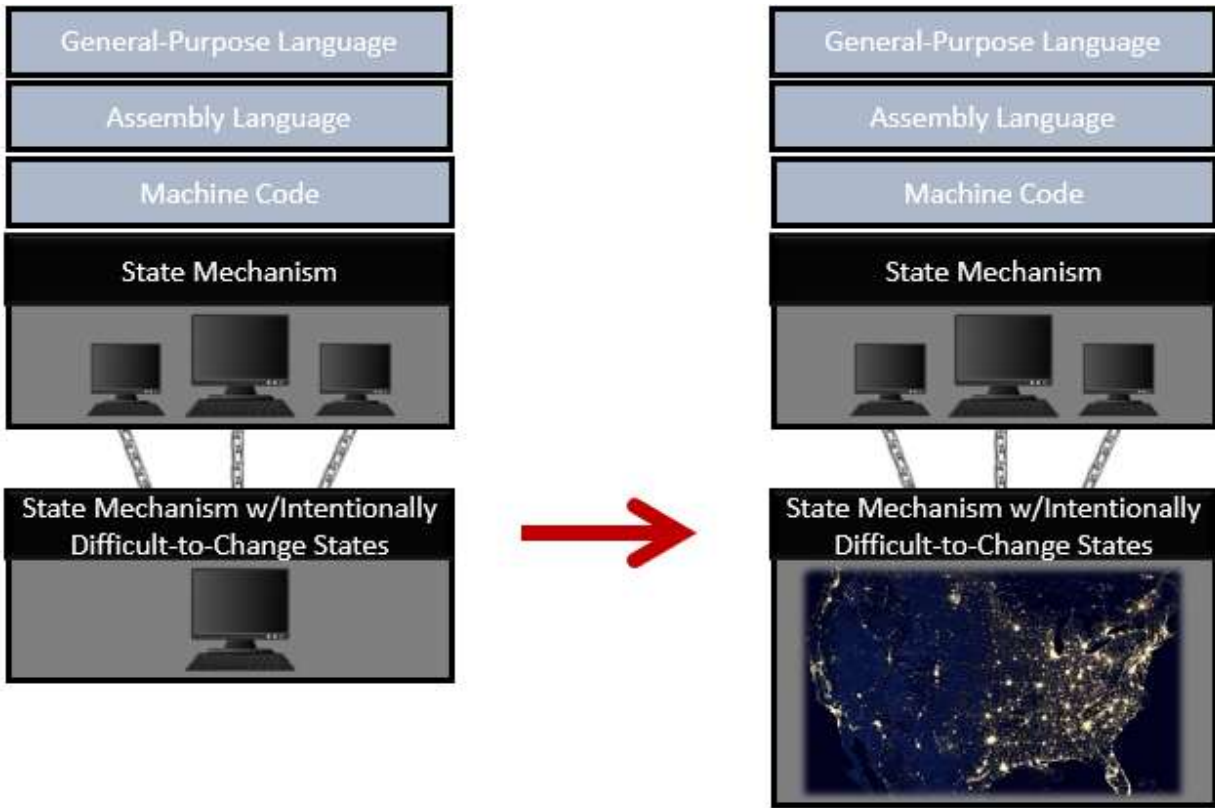 General-Purpose Language
Assembly Language
Machine Code
State Mechanism
State Mechanism w/Intentionally
Difficult-to-Change States
General-Purpose Language
Assembly Language
Machine Code
State Mechanism
State Mechanism w/Intentionally
Difficult-to-Change States